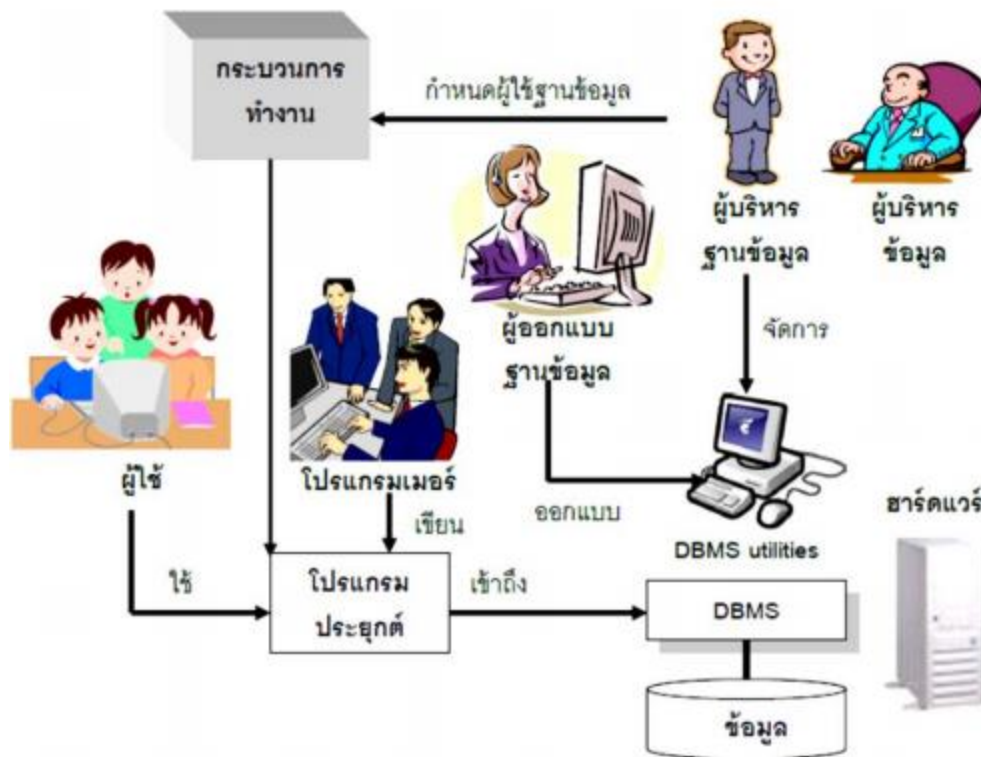 กระบวนการ
ทำงาน
กำหนดผู้ใช้ฐานข้อมูล
ผู้บริหาร
ฐานข้อมูล
ผู้บริหาร
ข้อมูล
ผู้ออกแบบ
ฐานข้อมูล
จัดการ
ผู้ใช้
โปรแกรมเมอร์
เขียน
ออกแบบ
DBMS utilities
ฮาร์ดแวร์
ใช้
โปรแกรม
ประยุกต์
เข้าถึง
DBMS
ข้อมูล